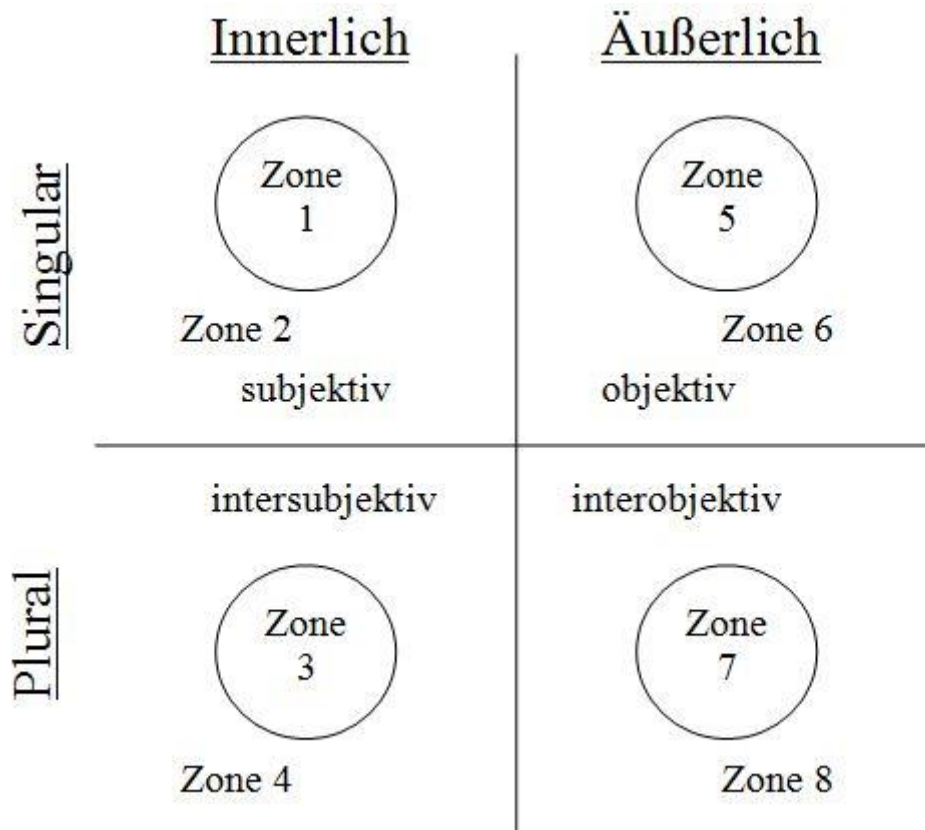 Innerlich
Äußerlich
Singular
Zone
1
Zone
5
Zone 2
Zone 6
subjektiv
objektiv
intersubjektiv
interobjektiv
Plural
Zone
3
Zone
7
Zone 4
Zone 8